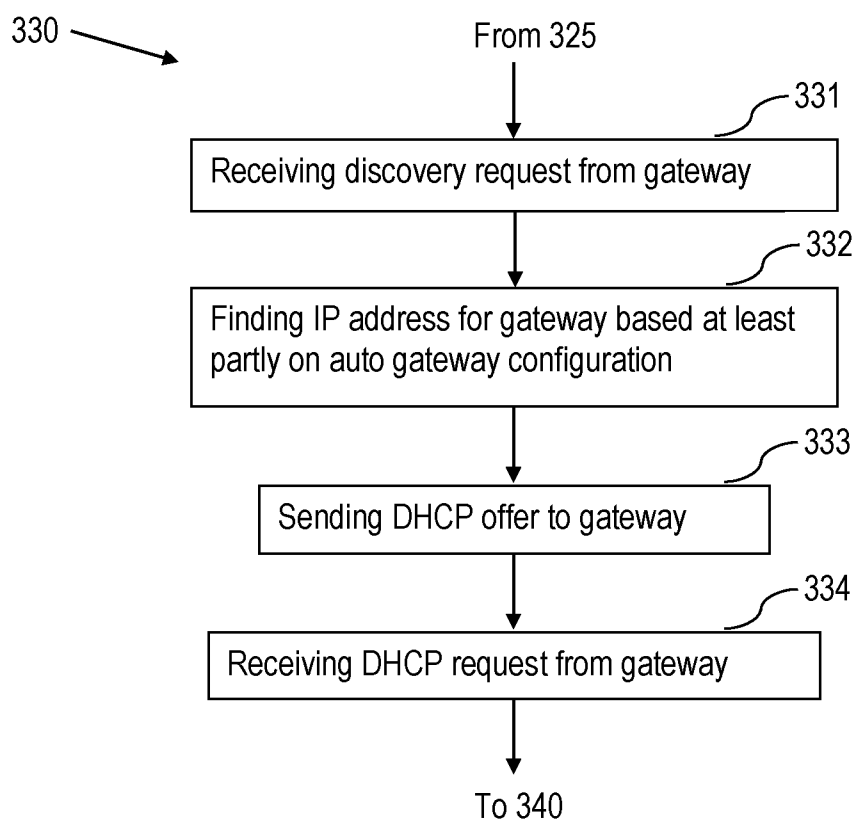 330
From 325
331
Receiving discovery request from gateway
332
Finding IP address for gateway based at least
partly on auto gateway configuration
333
Sending DHCP offer to gateway
334
Receiving DHCP request from gateway
To 340